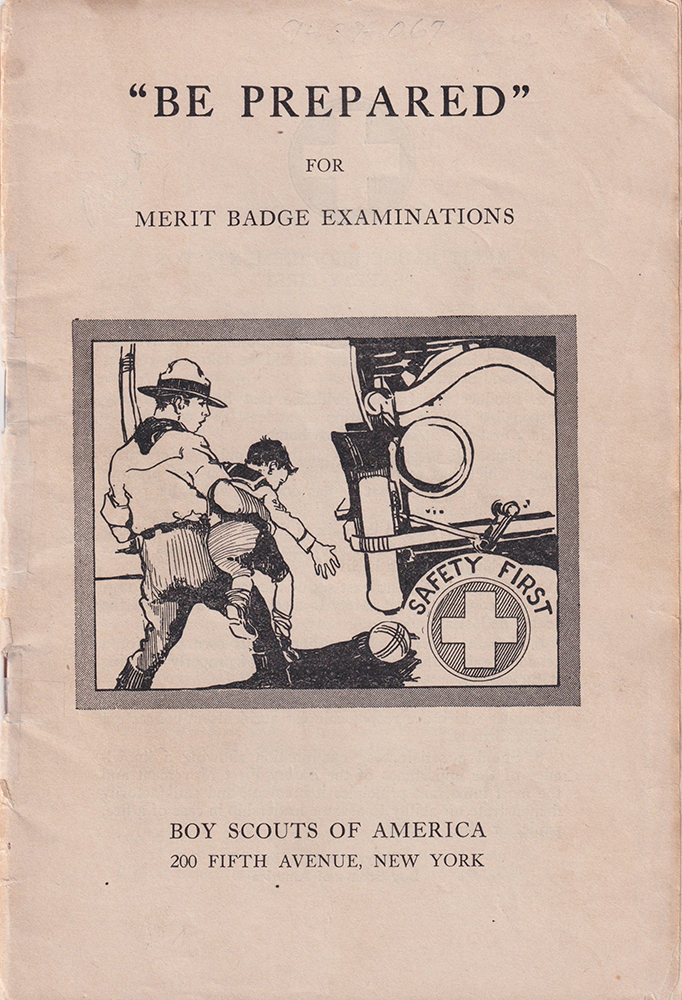 “BE PREPARED”
FOR
MERIT BADGE EXAMINATIONS
SAFETY FIRST
BOY SCOUTS OF AMERICA
200 FIFTH AVENUE, NEW YORK